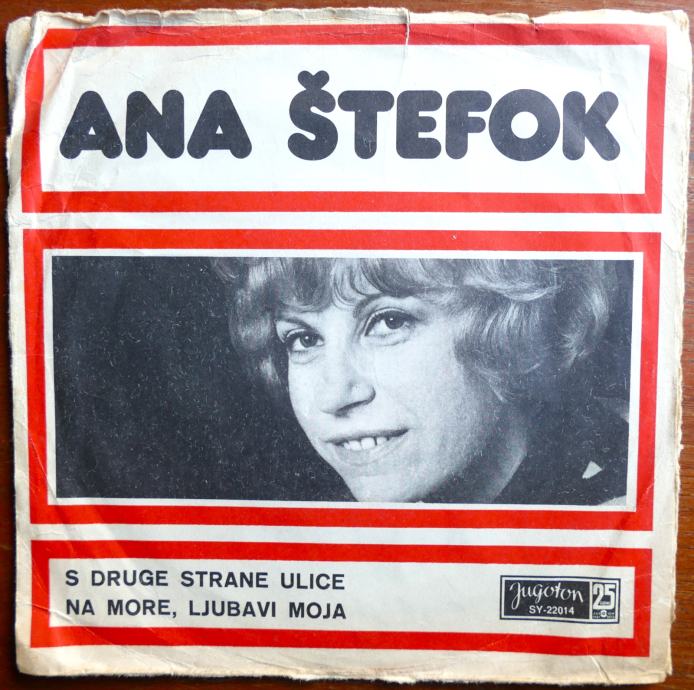 ANA ŠTEFOK
S DRUGE STRANE ULICE
NA MORE, LJUBAVI MOJA
Jugoton 25
SY-22014